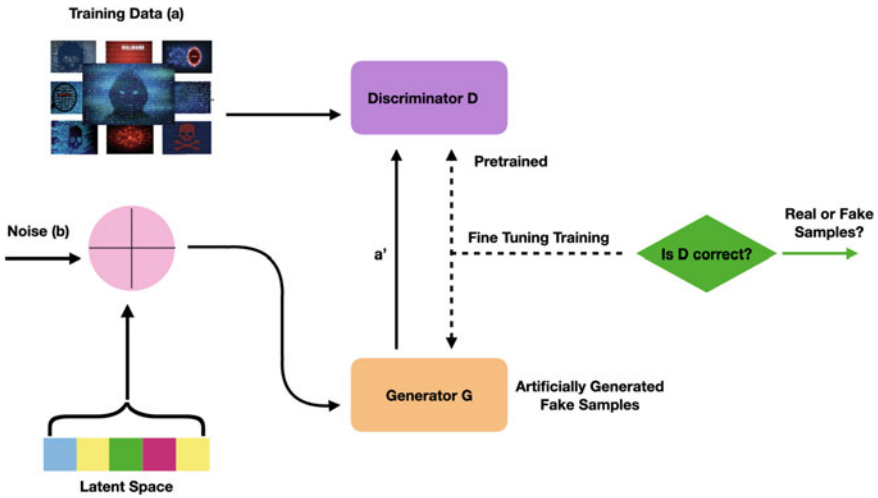 Training Data (a)
MALWARE
Discriminator D
Pretrained
Noise (b)
Fine Tuning Training
a'
Is D correct?
Real or Fake
Samples?
Generator G
Artificially Generated
Fake Samples
Latent Space